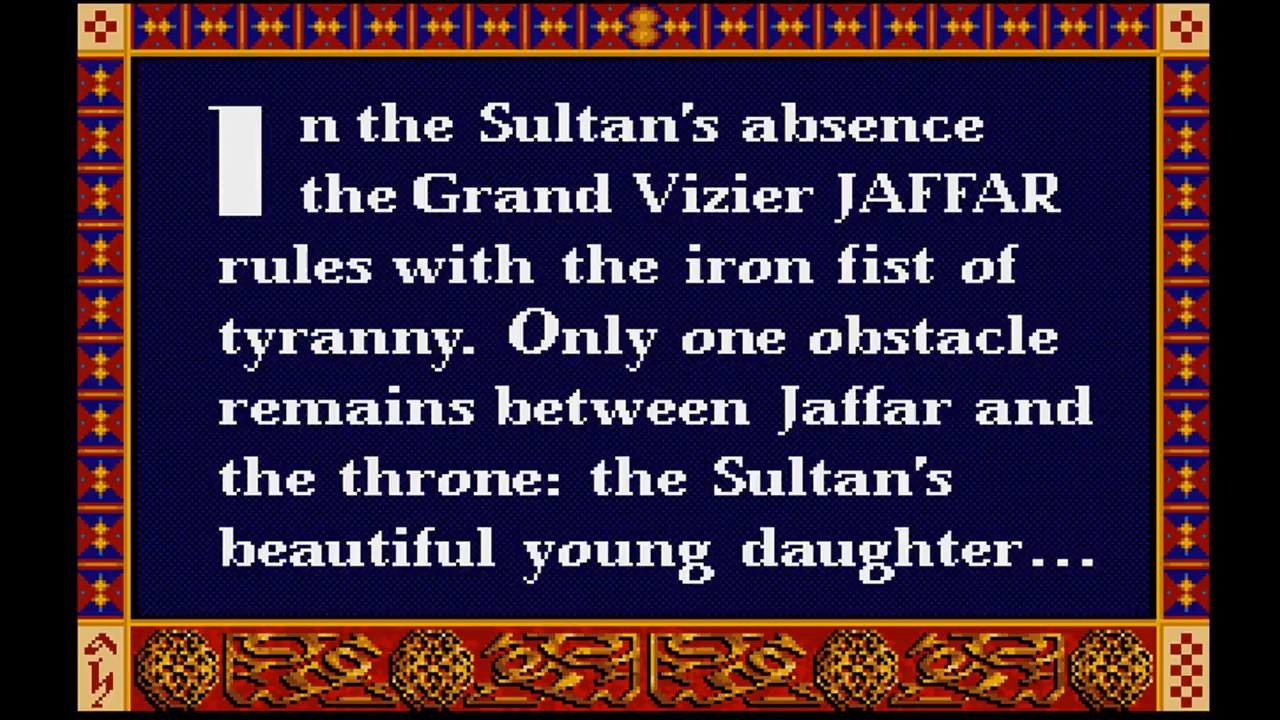 In the Sultan's absence
the Grand Vizier JAFFAR
rules with the iron fist of
tyranny. Only one obstacle
remains between Jaffar and
the throne: the Sultan's
beautiful young daughter...